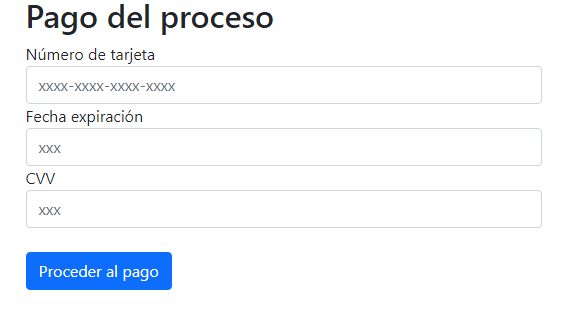 Pago del proceso
Número de tarjeta
xxxx-xxxx-xxxx-xxxx
Fecha expiración
xxx
CVV
xxx
Proceder al pago